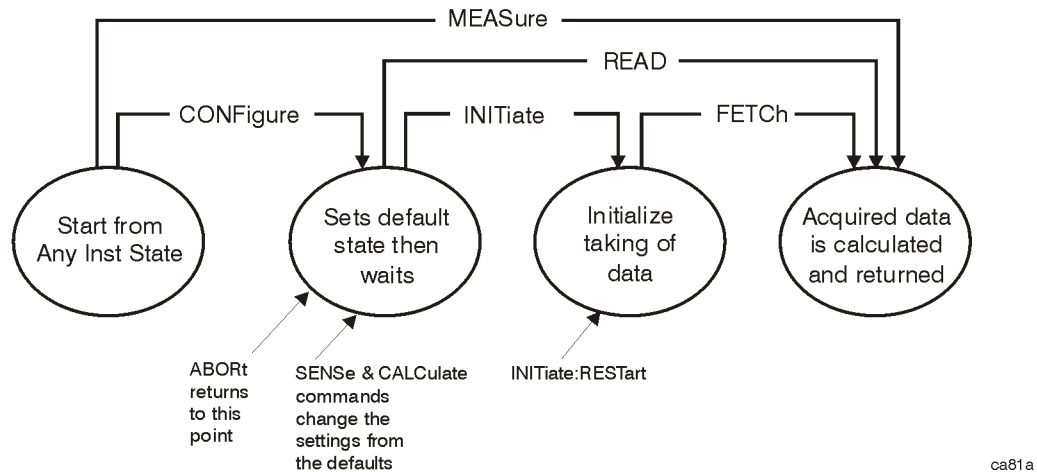 MEASure
READ
CONFigure
INITiate
FETCh
Start from
Any Inst State
Sets default
state then
waits
Initialize
taking of
data
Acquired data
is calculated
and returned
ABORt
returns
to this
point
SENSe & CALCulate
commands
change the
settings from
the defaults
INITiate:RESTart
ca81a